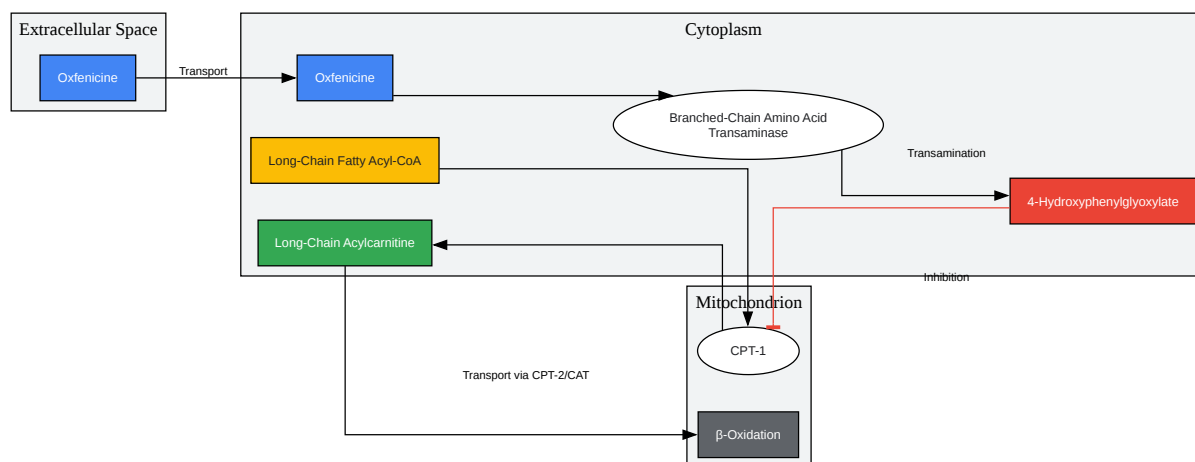 Extracellular Space
Cytoplasm
Oxfenicine
Transport
Oxfenicine
Branched-Chain Amino Acid
Transaminase
Transamination
Long-Chain Fatty Acyl-CoA
4-Hydroxyphenylglyoxylate
Long-Chain Acylcarnitine
Inhibition
Mitochondrion
CPT-1
Transport via CPT-2/CAT
β-Oxidation